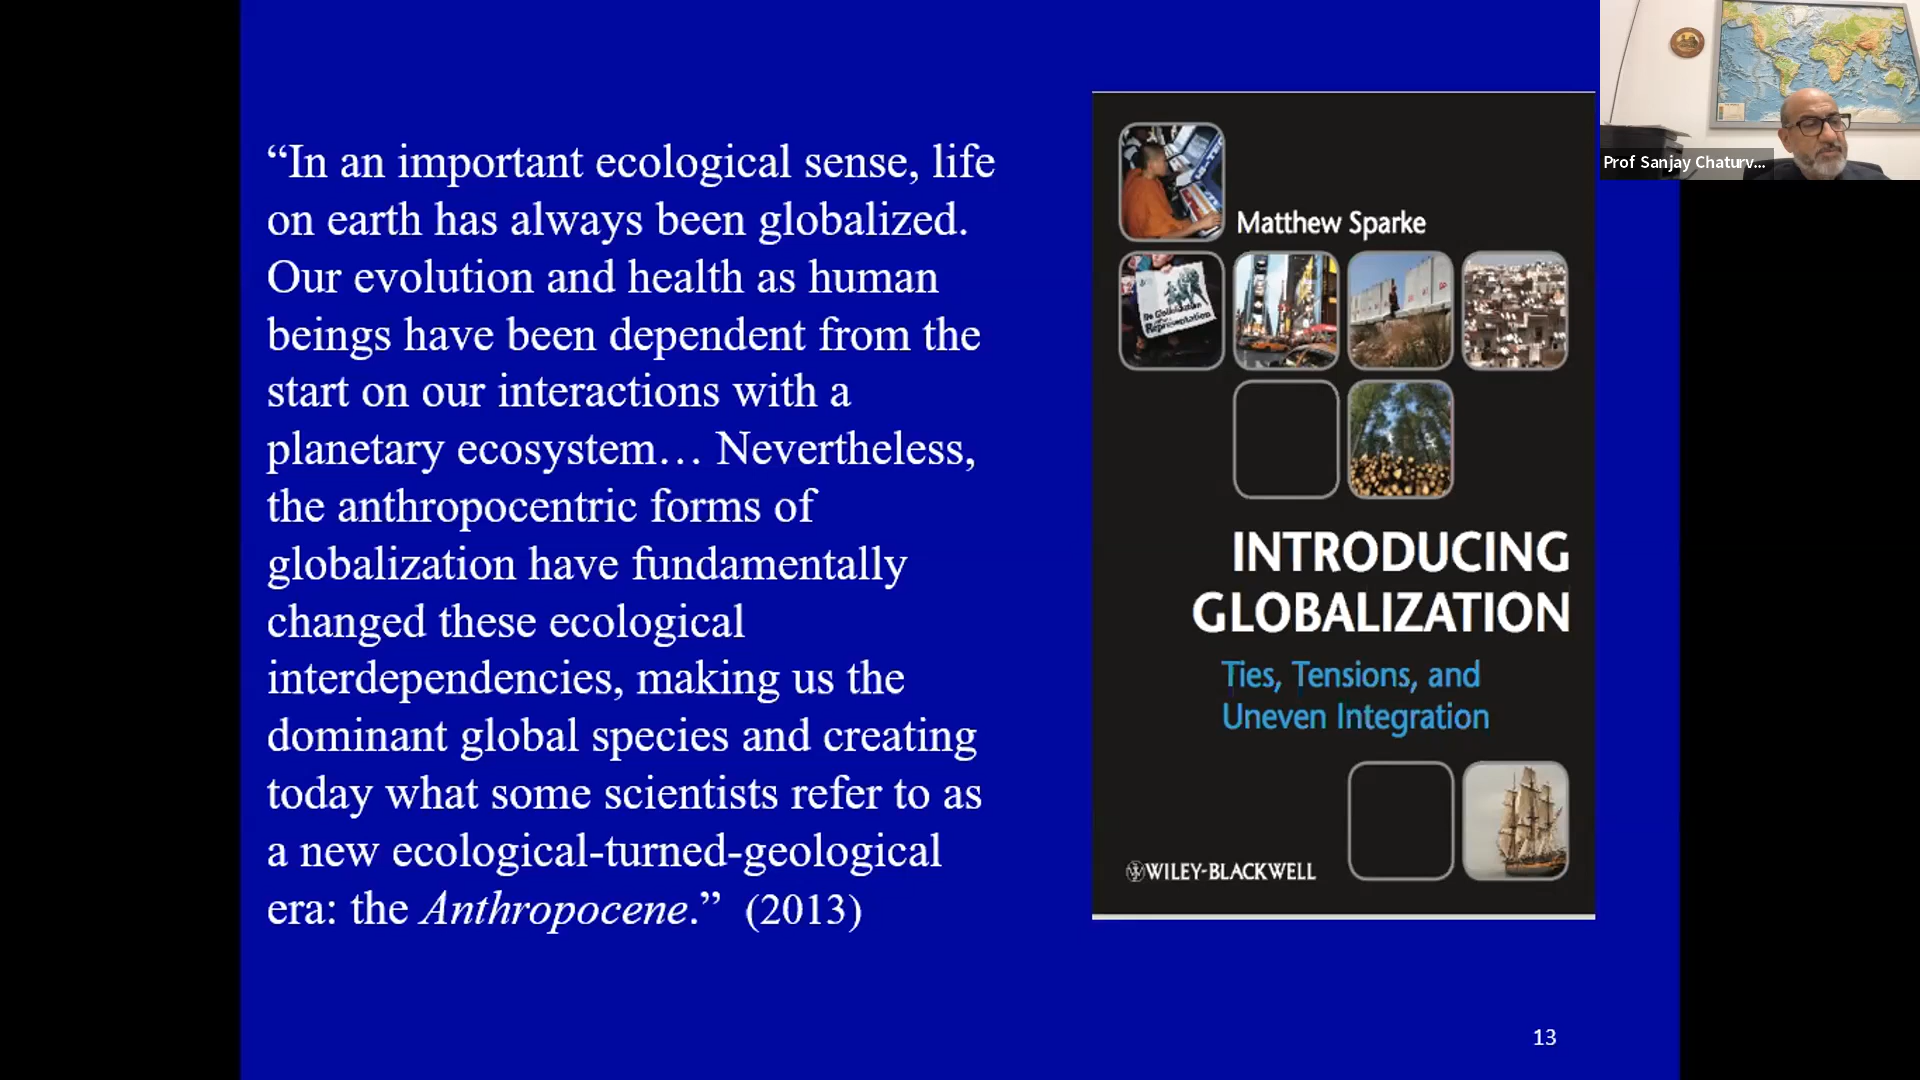 “In an important ecological sense, life
on earth has always been globalized.
Our evolution and health as human
beings have been dependent from the
start on our interactions with a
planetary ecosystem… Nevertheless,
the anthropocentric forms of
globalization have fundamentally
changed these ecological
interdependencies, making us the
dominant global species and creating
today what some scientists refer to as
a new ecological-turned-geological
era: the Anthropocene.” (2013)
Matthew Sparke
Representation
INTRODUCING
GLOBALIZATION
Ties, Tensions, and
Uneven Integration
WILEY-BLACKWELL
13
Prof Sanjay Chaturv...